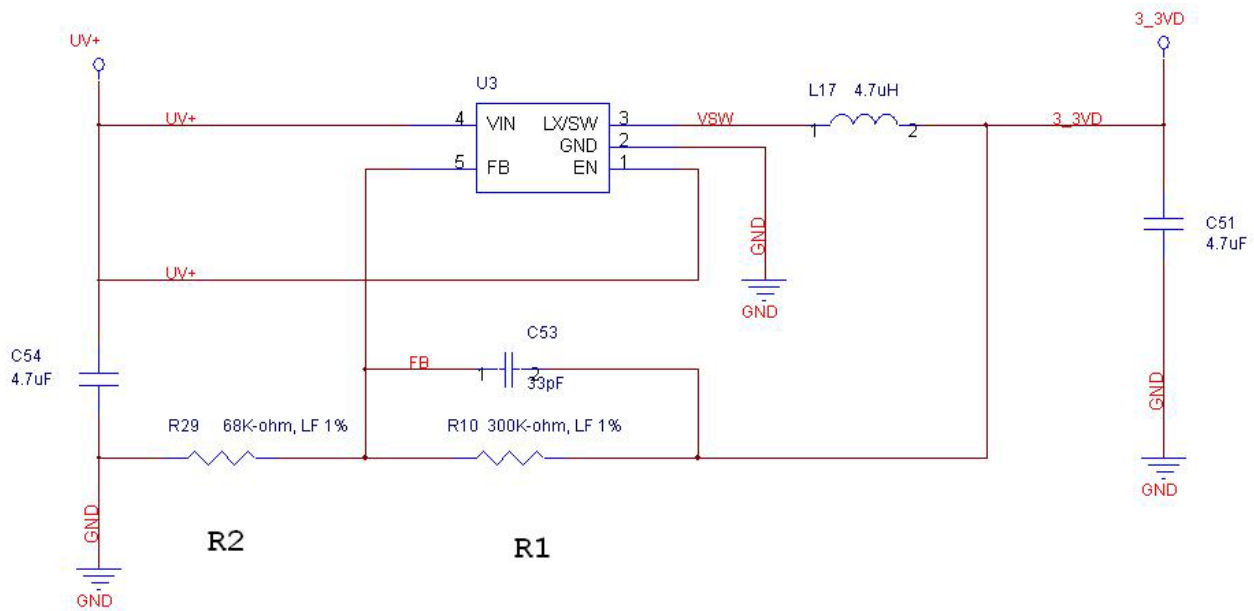 3_3VD
UV+
U3
L17 4.7uH
UV+
4
VIN
LX/SW
3
VSW
1
2
3_3VD
GND
2
5
FB
EN
1
GND
C51
4.7uF
UV+
GND
C53
C54
4.7uF
FB
1
2
33pF
GND
R29 68K-ohm, LF 1%
R10 300K-ohm, LF 1%
GND
GND
R2
R1
GND